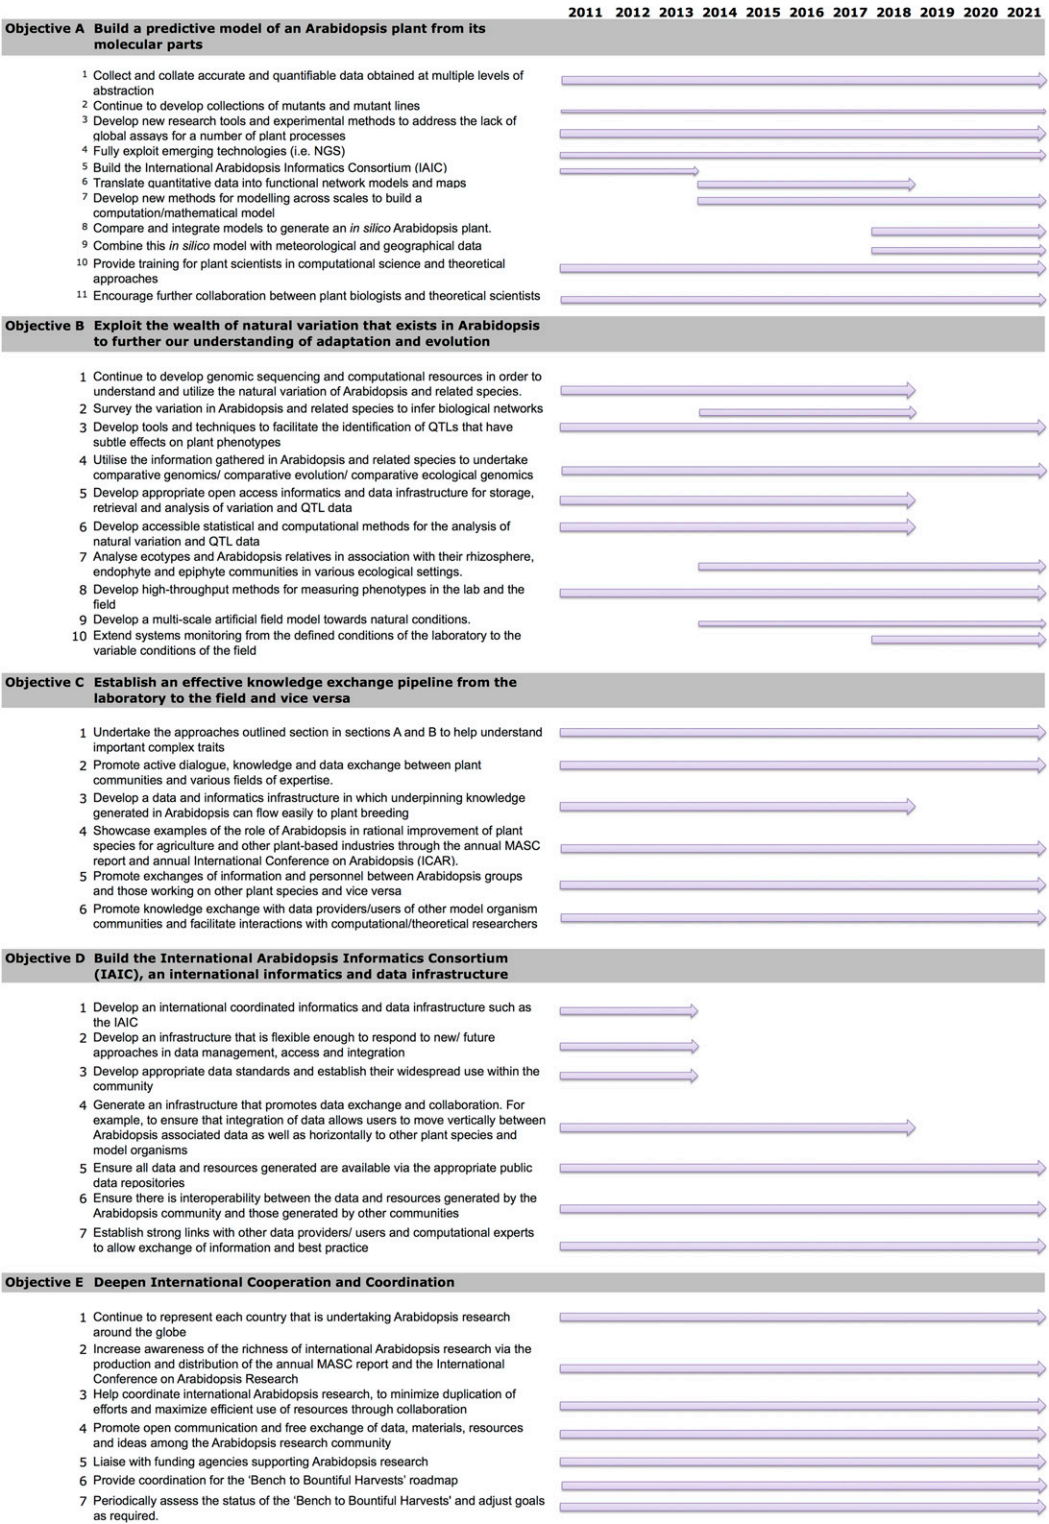 2011 2012 2013 2014 2015 2016 2017 2018 2019 2020 2021
Objective A Build a predictive model of an Arabidopsis plant from its
molecular parts
1 Collect and collate accurate and quantifiable data obtained at multiple levels of
abstraction
2 Continue to develop collections of mutants and mutant lines
3 Develop new research tools and experimental methods to address the lack of
global assays for a number of plant processes
4 Fully exploit emerging technologies (i.e. NGS)
5 Build the International Arabidopsis Informatics Consortium (IAIC)
6 Translate quantitative data into functional network models and maps
7 Develop new methods for modelling across scales to build a
computation/mathematical model
8 Compare and integrate models to generate an in silico Arabidopsis plant.
9 Combine this in silico model with meteorological and geographical data
10 Provide training for plant scientists in computational science and theoretical
approaches
11 Encourage further collaboration between plant biologists and theoretical scientists
Objective B Exploit the wealth of natural variation that exists in Arabidopsis
to further our understanding of adaptation and evolution
1 Continue to develop genomic sequencing and computational resources in order to
understand and utilize the natural variation of Arabidopsis and related species.
2 Survey the variation in Arabidopsis and related species to infer biological networks
3 Develop tools and techniques to facilitate the identification of QTLs that have
subtle effects on plant phenotypes
4 Utilise the information gathered in Arabidopsis and related species to undertake
comparative genomics/ comparative evolution/ comparative ecological genomics
5 Develop appropriate open access informatics and data infrastructure for storage,
retrieval and analysis of variation and QTL data
6 Develop accessible statistical and computational methods for the analysis of
natural variation and QTL data
7 Analyse ecotypes and Arabidopsis relatives in association with their rhizosphere,
endophyte and epiphyte communities in various ecological settings.
8 Develop high-throughput methods for measuring phenotypes in the lab and the
field
9 Develop a multi-scale artificial field model towards natural conditions.
10 Extend systems monitoring from the defined conditions of the laboratory to the
variable conditions of the field
Objective C Establish an effective knowledge exchange pipeline from the
laboratory to the field and vice versa
1 Undertake the approaches outlined section in sections A and B to help understand
important complex traits
2 Promote active dialogue, knowledge and data exchange between plant
communities and various fields of expertise.
3 Develop a data and informatics infrastructure in which underpinning knowledge
generated in Arabidopsis can flow easily to plant breeding
4 Showcase examples of the role of Arabidopsis in rational improvement of plant
species for agriculture and other plant-based industries through the annual MASC
report and annual International Conference on Arabidopsis (ICAR).
5 Promote exchanges of information and personnel between Arabidopsis groups
and those working on other plant species and vice versa
6 Promote knowledge exchange with data providers/users of other model organism
communities and facilitate interactions with computational/theoretical researchers
Objective D Build the International Arabidopsis Informatics Consortium
(IAIC), an international informatics and data infrastructure
1 Develop an international coordinated informatics and data infrastructure such as
the IAIC
2 Develop an infrastructure that is flexible enough to respond to new/ future
approaches in data management, access and integration
3 Develop appropriate data standards and establish their widespread use within the
community
4 Generate an infrastructure that promotes data exchange and collaboration. For
example, to ensure that integration of data allows users to move vertically between
Arabidopsis associated data as well as horizontally to other plant species and
model organisms
5 Ensure all data and resources generated are available via the appropriate public
data repositories
6 Ensure there is interoperability between the data and resources generated by the
Arabidopsis community and those generated by other communities
7 Establish strong links with other data providers/ users and computational experts
to allow exchange of information and best practice
Objective E Deepen International Cooperation and Coordination
1 Continue to represent each country that is undertaking Arabidopsis research
around the globe
2 Increase awareness of the richness of international Arabidopsis research via the
production and distribution of the annual MASC report and the International
Conference on Arabidopsis Research
3 Help coordinate international Arabidopsis research, to minimize duplication of
efforts and maximize efficient use of resources through collaboration
4 Promote open communication and free exchange of data, materials, resources
and ideas among the Arabidopsis research community
5 Liaise with funding agencies supporting Arabidopsis research
6 Provide coordination for the ‘Bench to Bountiful Harvests’ roadmap
7 Periodically assess the status of the ‘Bench to Bountiful Harvests’ and adjust goals
as required.